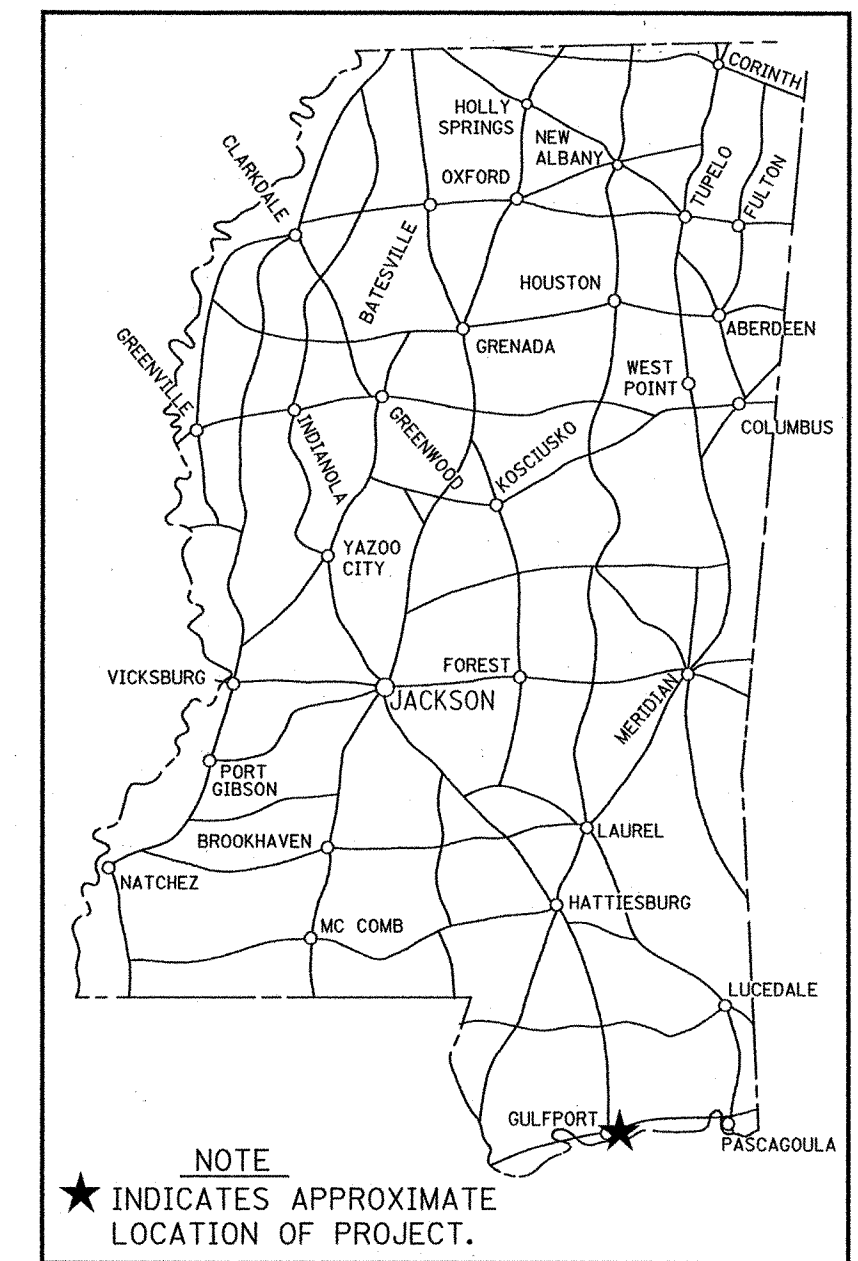 CORINTH
HOLLY
SPRINGS
NEW
ALBANY
CLARKDALE
OXFORD
TUPELO
FULTON
BATESVILLE
HOUSTON
ABERDEEN
GRENADA
GREENVILLE
WEST
POINT
COLUMBUS
INDIANOLA
GREENWOOD
KOSCIUSKO
YAZOO
CITY
VICKSBURG
FOREST
JACKSON
MERIDIAN
PORT
GIBSON
BROOKHAVEN
LAUREL
NATCHEZ
HATTIESBURG
MC COMB
LUCEDALE
GULFPORT
PASCAGOULA
NOTE
INDICATES APPROXIMATE
LOCATION OF PROJECT.